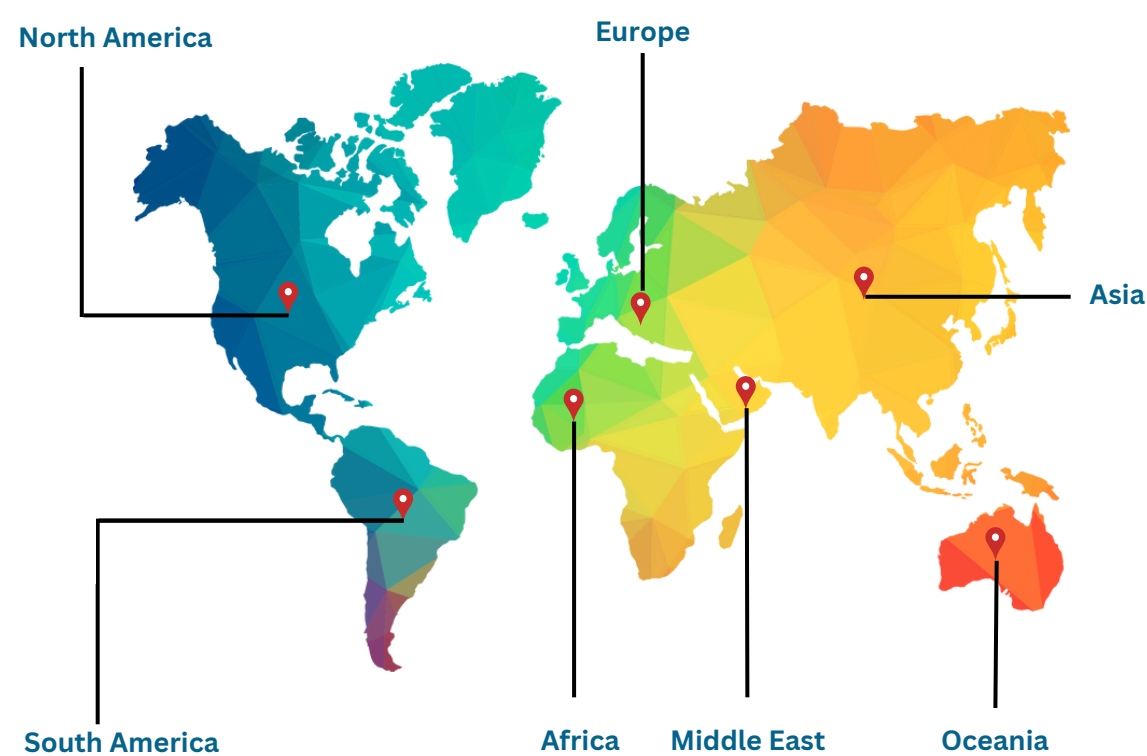 North America
Europe
Asia
South America
Africa
Middle East
Oceania